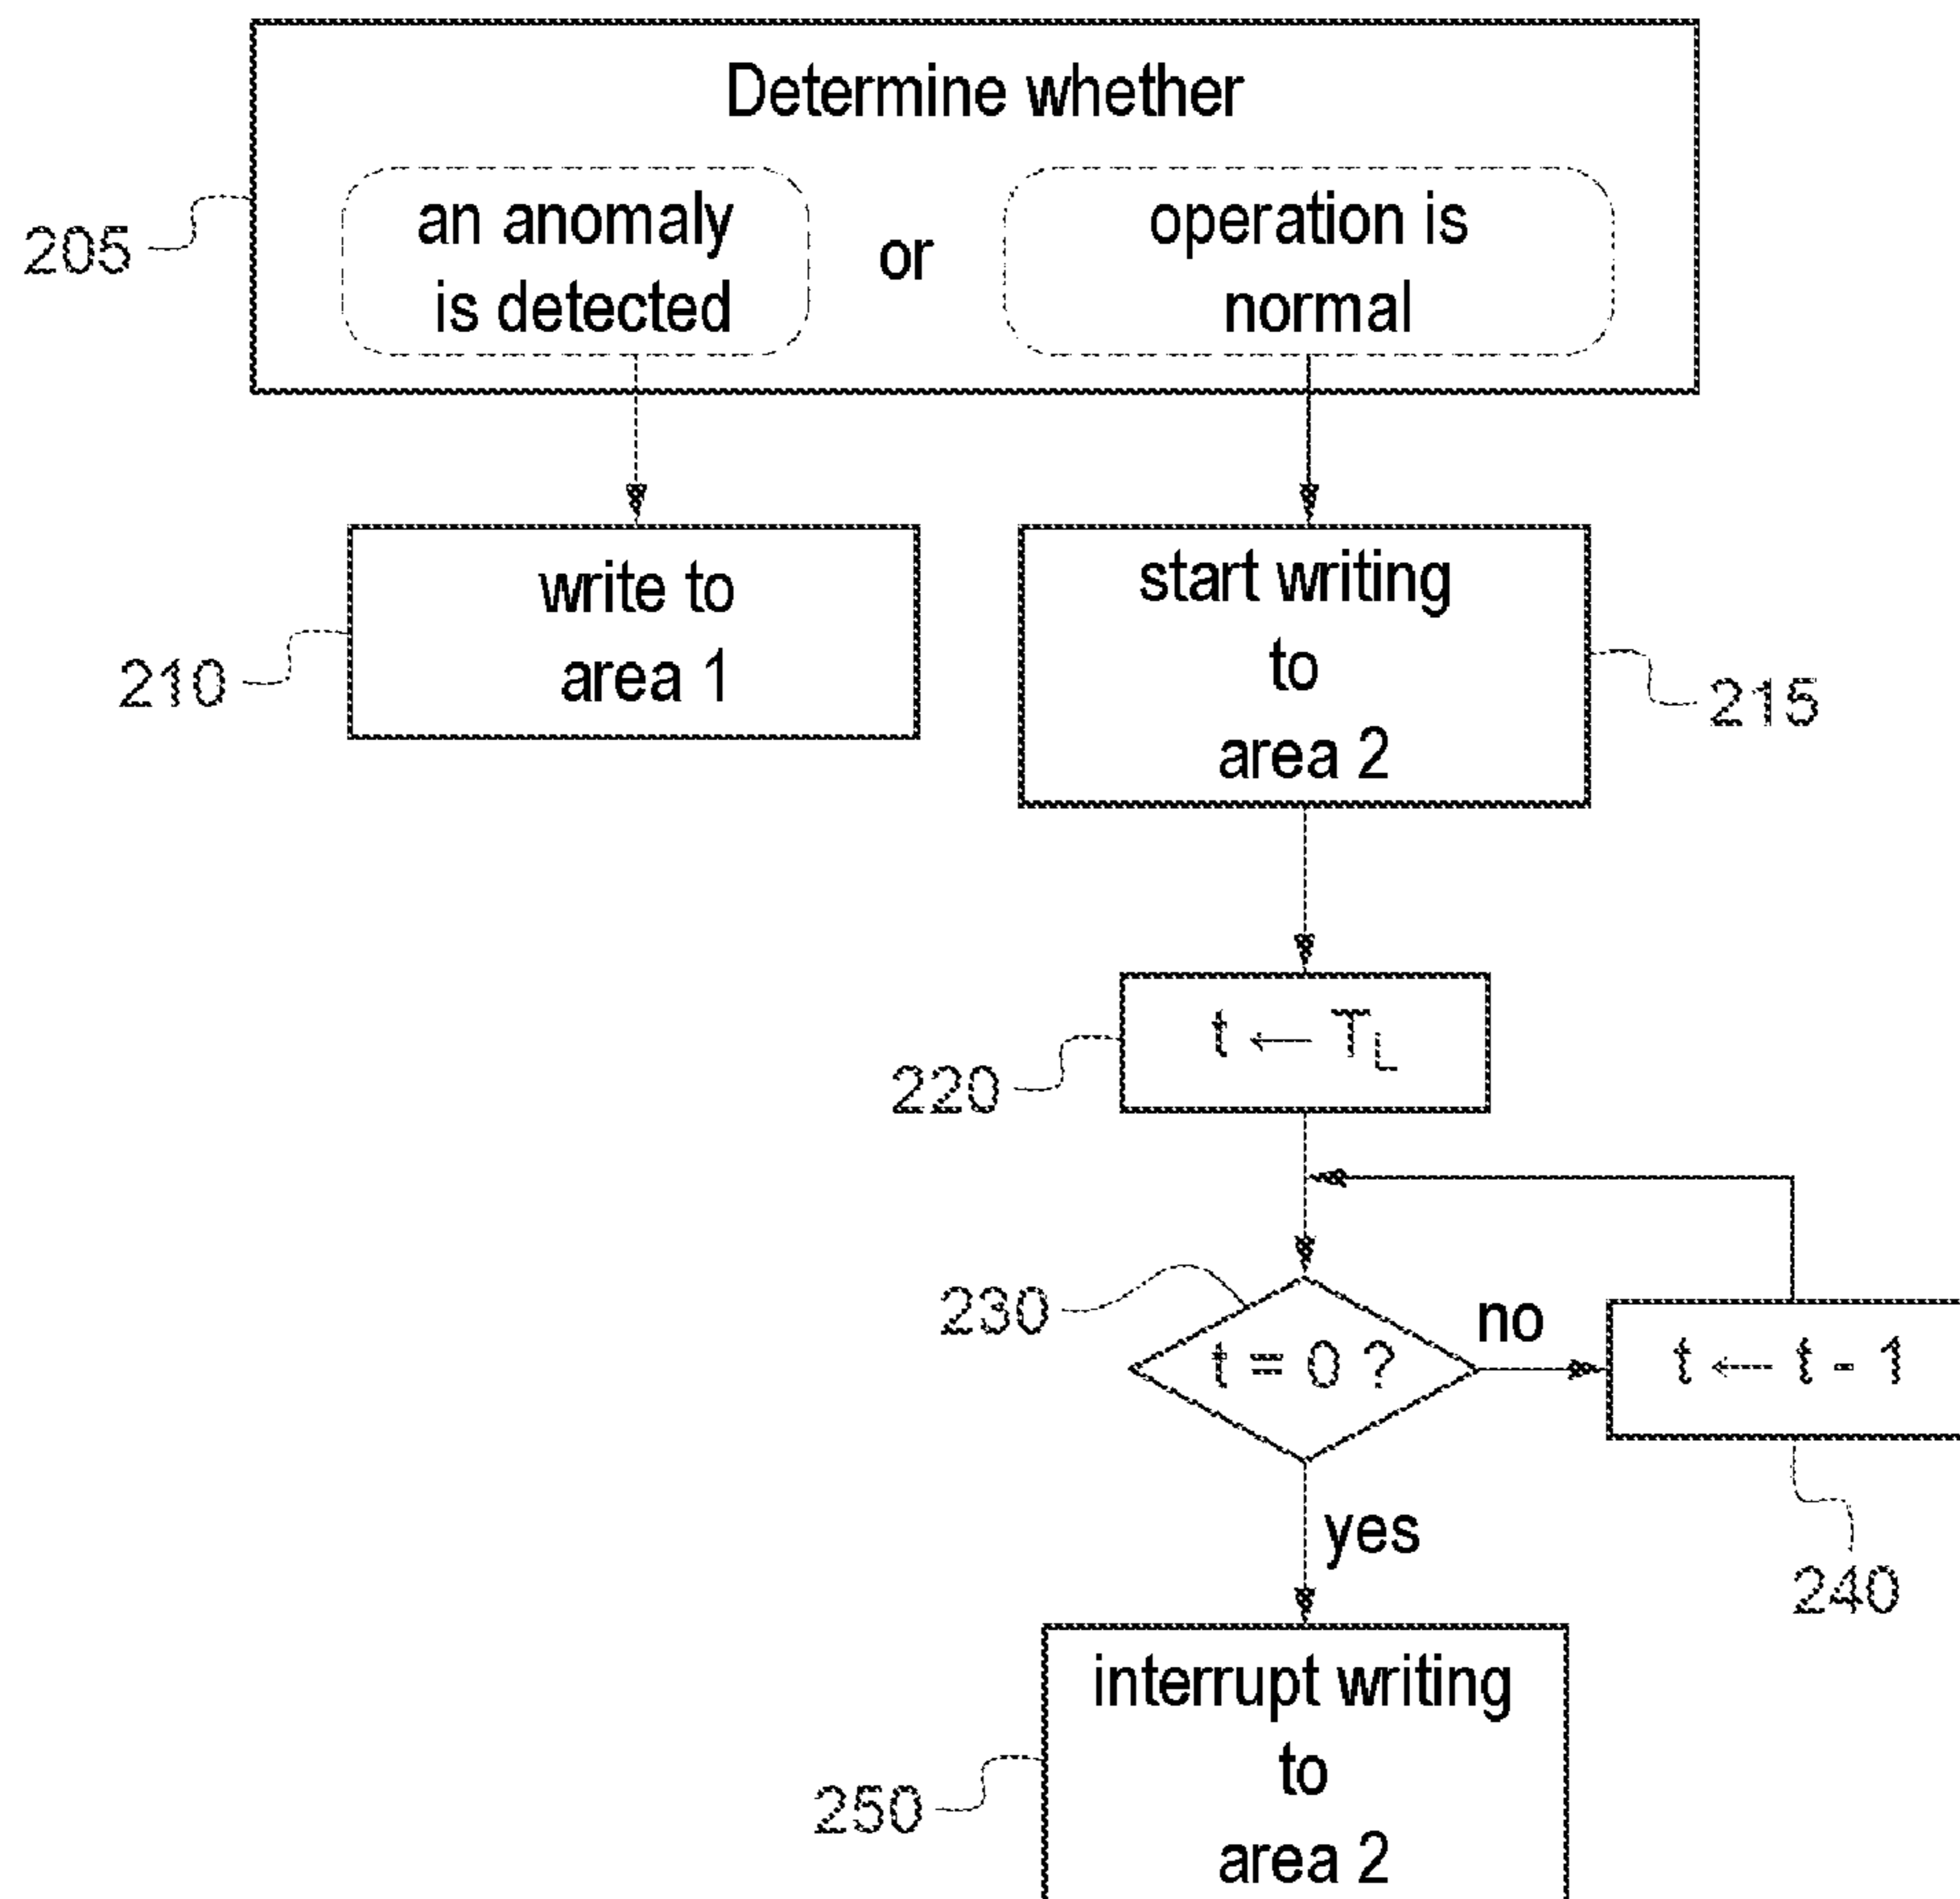 Determine whether
an anomaly
is detected
or
operation is
normal
205
write to
area 1
210
start writing
to
area 2
215
t ← T_L
220
230
t = 0 ?
no
t ← t - 1
240
yes
interrupt writing
to
area 2
250